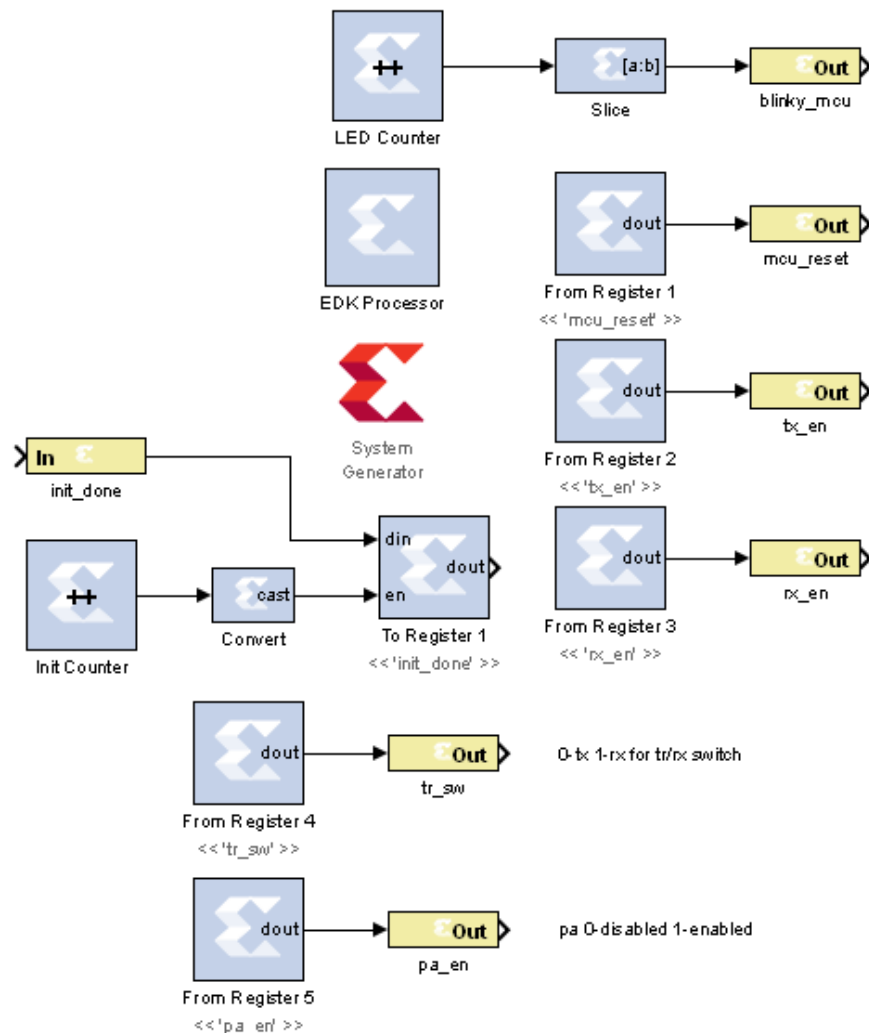 ++
[a:b]
Out
LED Counter
Slice
blinky_mcu
dout
Out
EDK Processor
From Register 1
<< 'mcu_reset' >>
mcu_reset
dout
Out
System
Generator
From Register 2
<< 'tx_en' >>
tx_en
In
init_done
din
dout
en
dout
Out
++
cast
Init Counter
Convert
To Register 1
<< 'init_done' >>
From Register 3
<< 'rx_en' >>
rx_en
dout
Out
0-tx 1-rx for tr/rx switch
From Register 4
<< 'tr_sw' >>
tr_sw
dout
Out
pa 0-disabled 1-enabled
From Register 5
<< 'pa_en' >>
pa_en